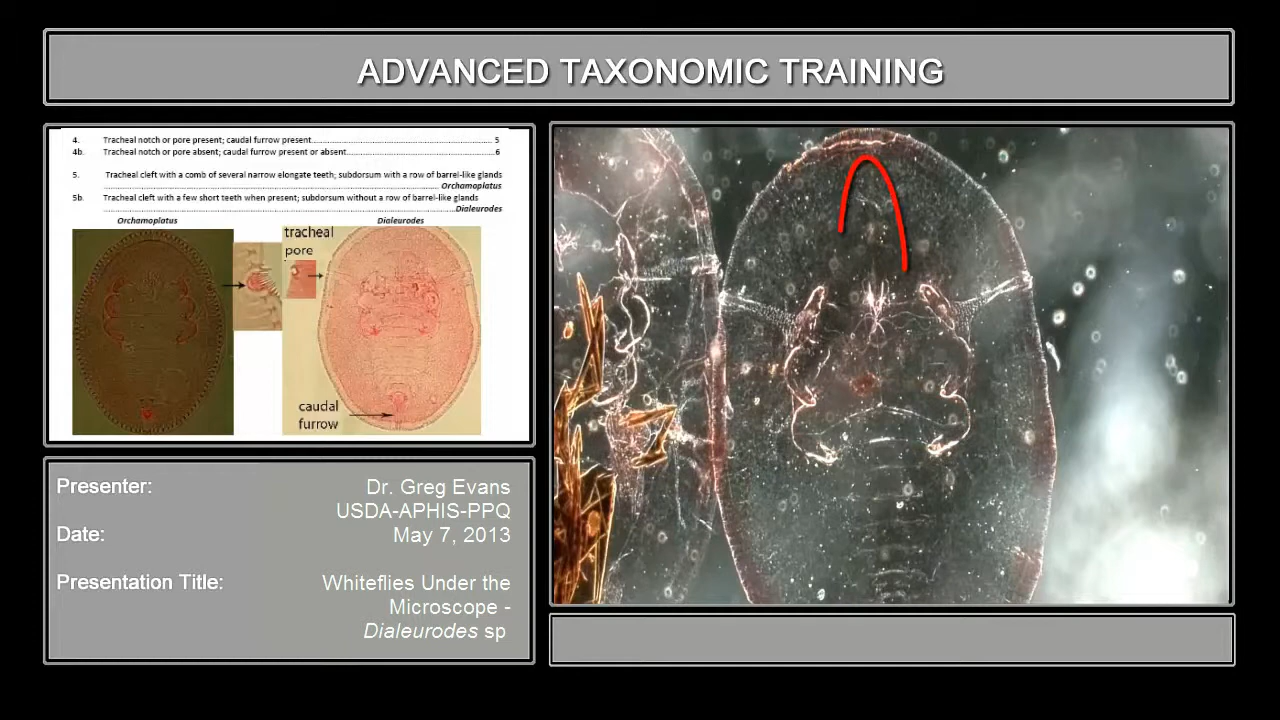 ADVANCED TAXONOMIC TRAINING
4. Tracheal notch or pore present; caudal furrow present.......................................................................... 5
4b. Tracheal notch or pore absent; caudal furrow present or absent.........................................................6
5. Tracheal cleft with a comb of several narrow elongate teeth; subdorsum with a row of barrel-like glands
.................................................................................................................. Orchamoplatus
5b. Tracheal cleft with a few short teeth when present; subdorsum without a row of barrel-like glands
........................................................................................................................Dialeurodes
Orchamoplatus Dialeurodes
tracheal
pore
caudal
furrow
Presenter: Dr. Greg Evans
USDA-APHIS-PPQ
Date: May 7, 2013
Presentation Title: Whiteflies Under the
Microscope -
Dialeurodes sp